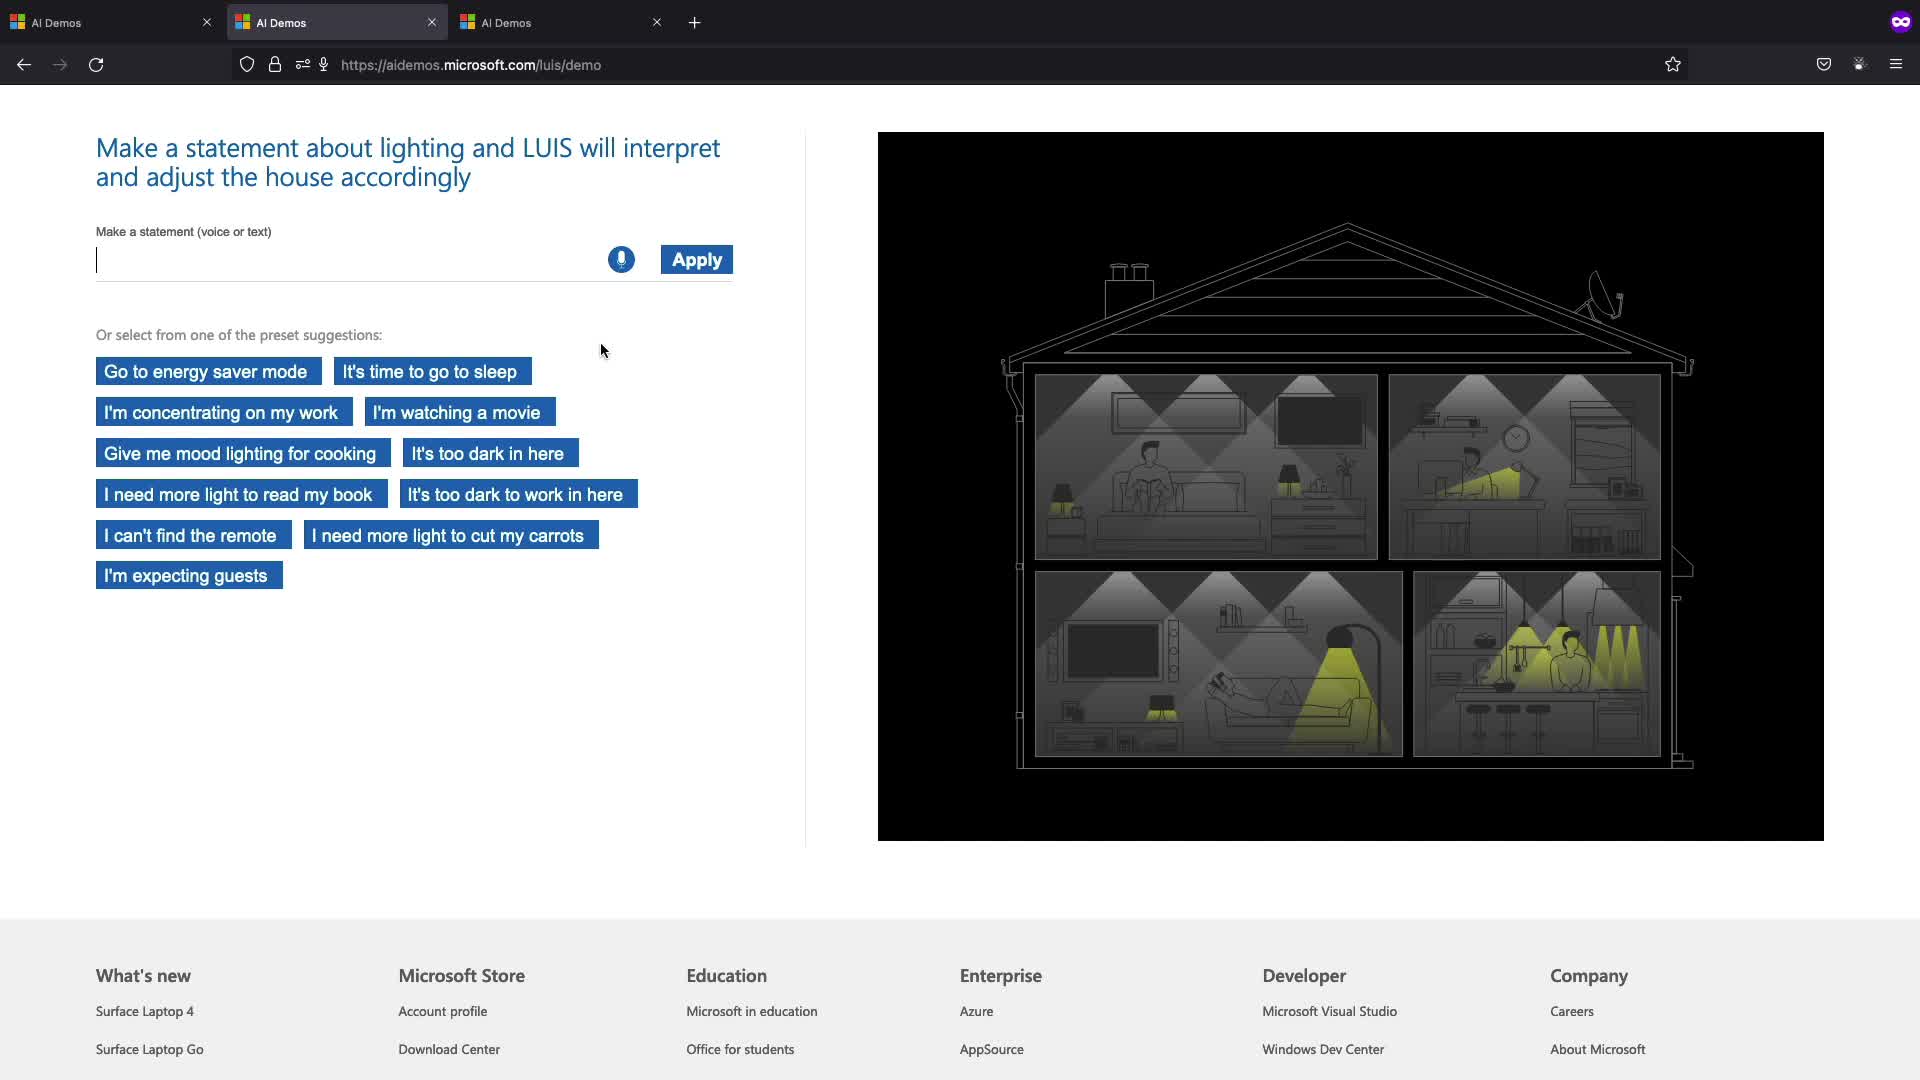 AI Demos
AI Demos
AI Demos
https://aidemos.microsoft.com/luis/demo
Make a statement about lighting and LUIS will interpret
and adjust the house accordingly
Make a statement (voice or text)
Apply
Or select from one of the preset suggestions:
Go to energy saver mode
It's time to go to sleep
I'm concentrating on my work
I'm watching a movie
Give me mood lighting for cooking
It's too dark in here
I need more light to read my book
It's too dark to work in here
I can't find the remote
I need more light to cut my carrots
I'm expecting guests
What's new
Microsoft Store
Education
Enterprise
Developer
Company
Surface Laptop 4
Account profile
Microsoft in education
Azure
Microsoft Visual Studio
Careers
Surface Laptop Go
Download Center
Office for students
AppSource
Windows Dev Center
About Microsoft